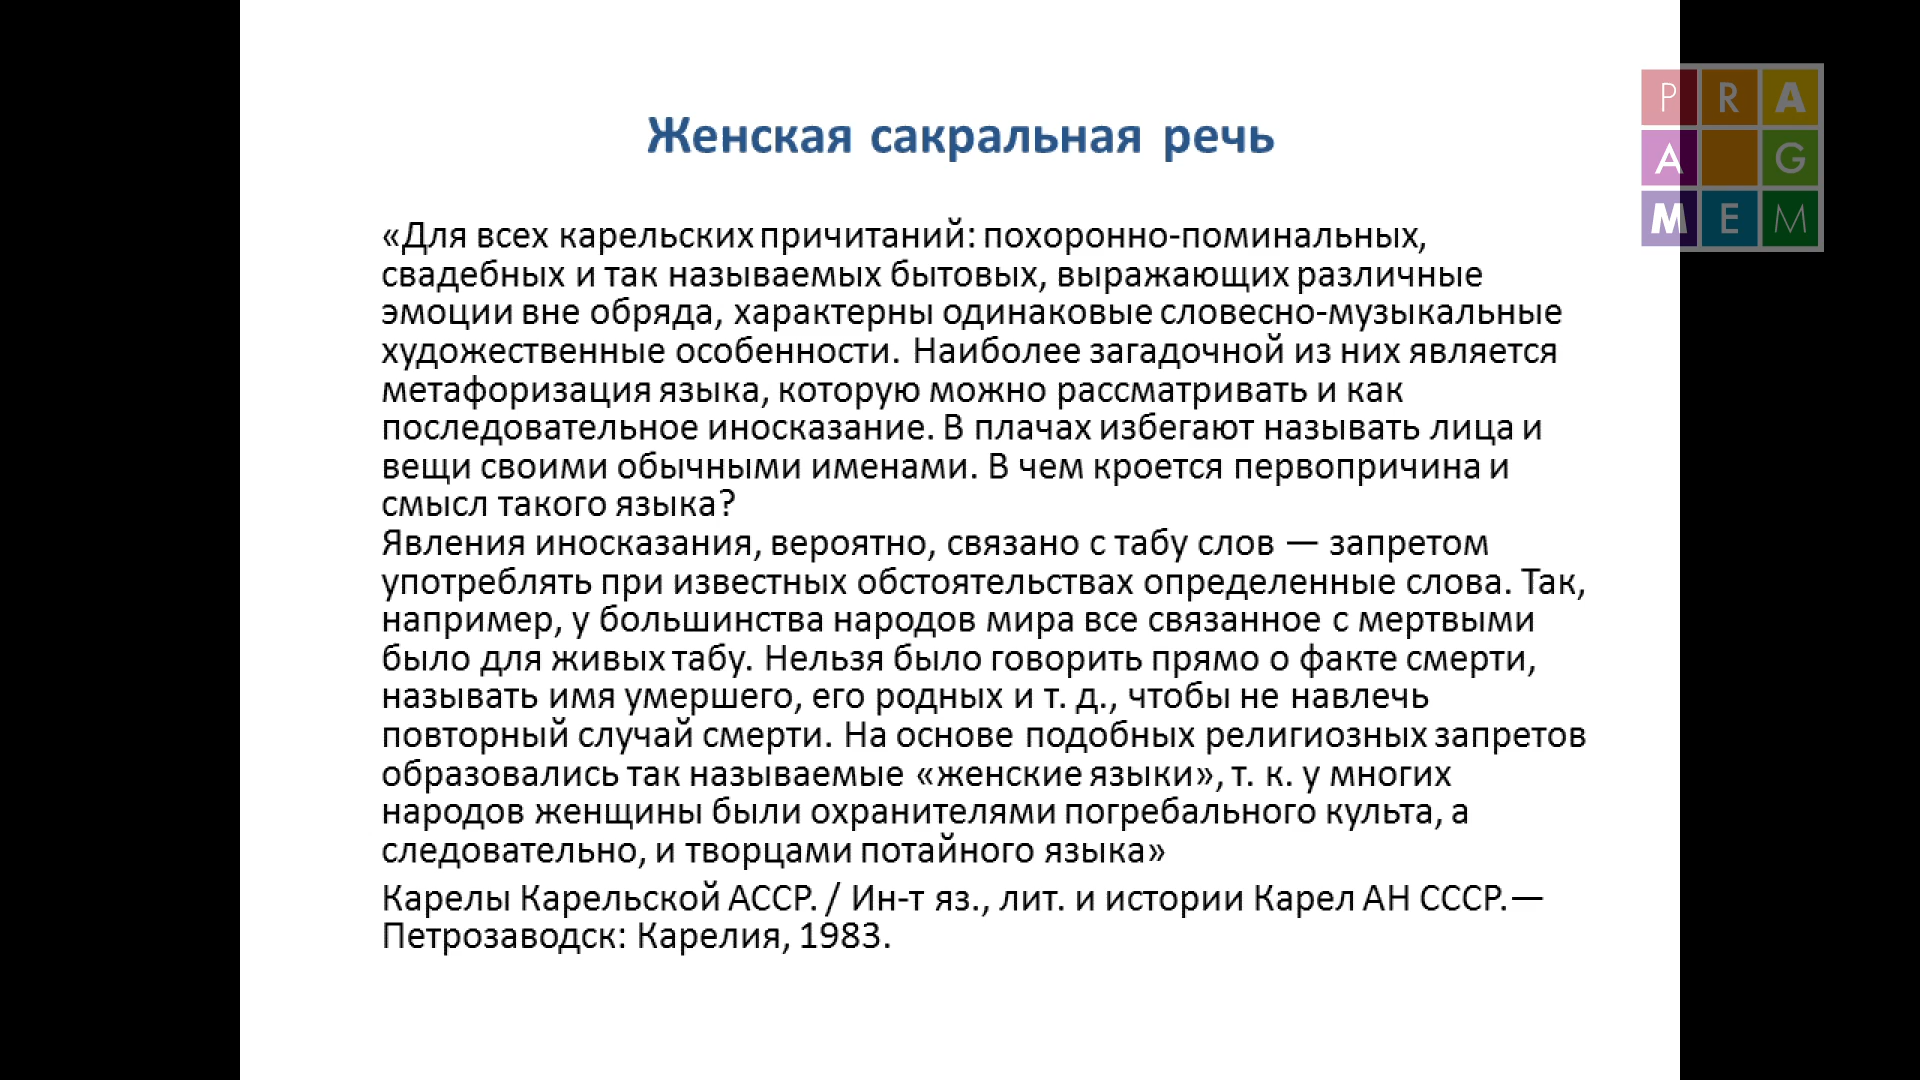 Женская сакральная речь
«Для всех карельских причитаний: похоронно-поминальных,
свадебных и так называемых бытовых, выражающих различные
эмоции вне обряда, характерны одинаковые словесно-музыкальные
художественные особенности. Наиболее загадочной из них является
метафоризация языка, которую можно рассматривать и как
последовательное иносказание. В плачах избегают называть лица и
вещи своими обычными именами. В чем кроется первопричина и
смысл такого языка?
Явления иносказания, вероятно, связано с табу слов — запретом
употреблять при известных обстоятельствах определенные слова. Так,
например, у большинства народов мира все связанное с мертвыми
было для живых табу. Нельзя было говорить прямо о факте смерти,
называть имя умершего, его родных и т. д., чтобы не навлечь
повторный случай смерти. На основе подобных религиозных запретов
образовались так называемые «женские языки», т. к. у многих
народов женщины были охранителями погребального культа, а
следовательно, и творцами потайного языка»
Карелы Карельской АССР. / Ин-т яз., лит. и истории Карел АН СССР.—
Петрозаводск: Карелия, 1983.
P R A
A G
M E M